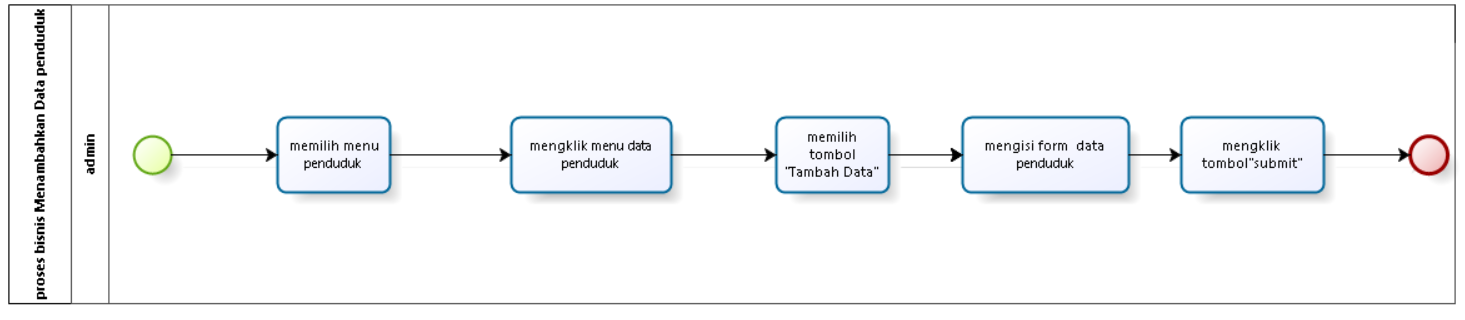 proses bisnis Menambahkan Data penduduk
admin
memilih menu
penduduk
mengklik menu data
penduduk
memilih
tombol
"Tambah Data"
mengisi form data
penduduk
mengklik
tombol"submit"